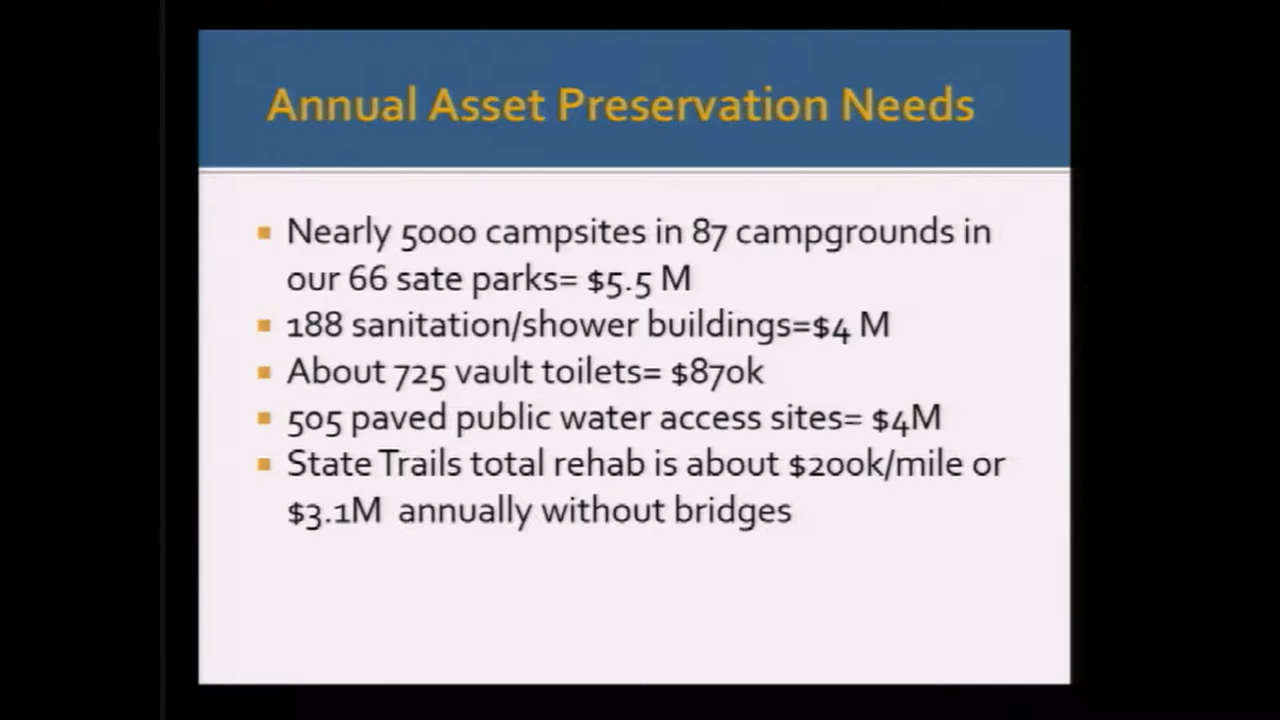 Annual Asset Preservation Needs
▪ Nearly 5000 campsites in 87 campgrounds in
our 66 sate parks= $5.5 M
▪ 188 sanitation/shower buildings=$4 M
▪ About 725 vault toilets= $870k
▪ 505 paved public water access sites= $4M
▪ State Trails total rehab is about $200k/mile or
$3.1M  annually without bridges